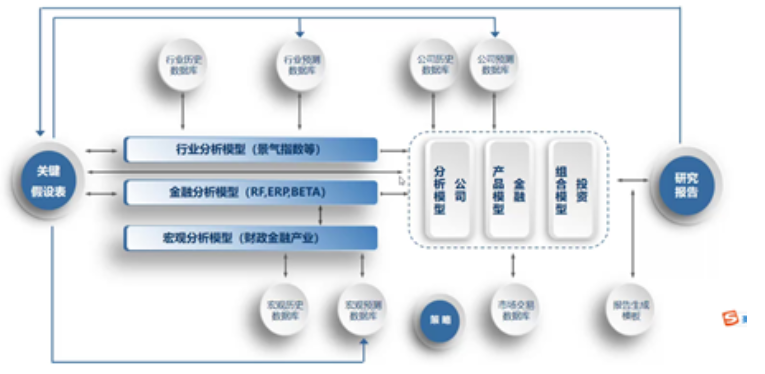 行业历史
数据库
行业预测
数据库
公司历史
数据库
公司预测
数据库
关键
假设表
行业分析模型（景气指数等）
金融分析模型（RF,ERP,BETA）
宏观分析模型（财政金融产业）
公司
分析模型
金融
产品模型
投资
组合模型
研究
报告
宏观历史
数据库
宏观预测
数据库
策略
市场交易
数据库
报告生成
模板